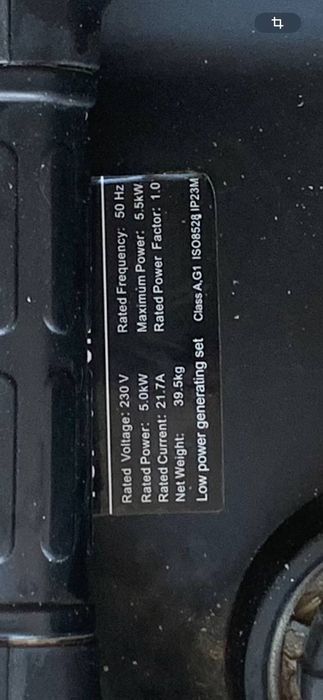 Rated Voltage: 230 V Rated Frequency: 50 Hz
Rated Power: 5.0kW Maximum Power: 5.5kW
Rated Current: 21.7A Rated Power Factor: 1.0
Net Weight: 39.5kg
Low power generating set Class A,G1 ISO8528 IP23M